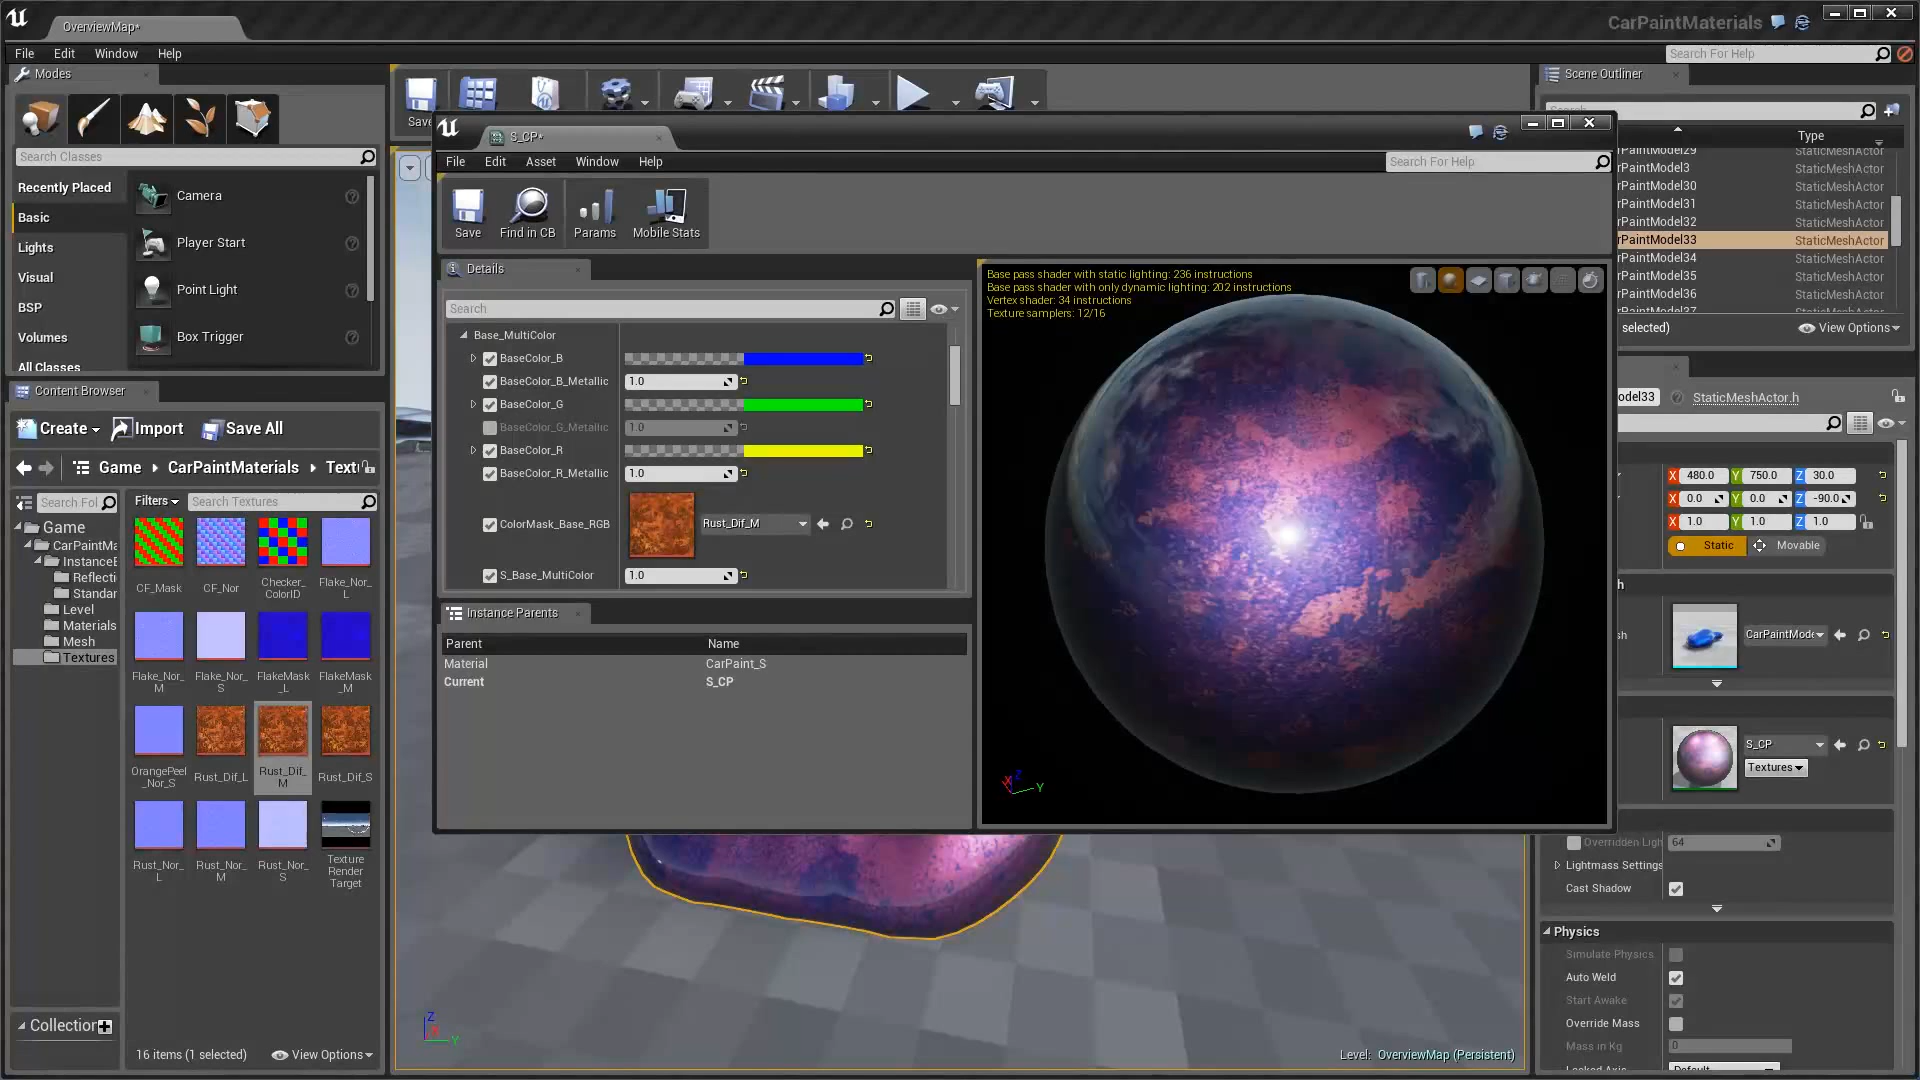 OverviewMap*
CarPaintMaterials
File Edit Window Help
Search For Help
Modes
Search Classes
Recently Placed
Basic
Lights
Visual
BSP
Volumes
All Classes
Camera
Player Start
Point Light
Box Trigger
Content Browser
Create Import Save All
Game CarPaintMaterials
Filters Search Textures
Game
Level
Materials
Mesh
Textures
CF_Mask
CF_Nor
Checker_
ColorID
Flake_Nor_
L
Flake_Nor_
M
Flake_Nor_
S
FlakeMask
_L
FlakeMask
_M
OrangePeel
_Nor_S
Rust_Dif_L
Rust_Dif_
M
Rust_Dif_S
Rust_Nor_
L
Rust_Nor_
M
Rust_Nor_
S
Texture
Render
Target
16 items (1 selected) View Options
S_CP*
File Edit Asset Window Help
Search For Help
Save Find in CB Params Mobile Stats
Details
Search
Base_MultiColor
BaseColor_B
BaseColor_B_Metallic 1.0
BaseColor_G
BaseColor_G_Metallic 1.0
BaseColor_R
BaseColor_R_Metallic 1.0
ColorMask_Base_RGB Rust_Dif_M
S_Base_MultiColor 1.0
Instance Parents
Parent Name
Material CarPaint_S
Current S_CP
Base pass shader with static lighting: 236 instructions
Base pass shader with only dynamic lighting: 202 instructions
Vertex shader: 34 instructions
Texture samplers: 12/16
X Z Y
Z Y
Level: OverviewMap (Persistent)
Scene Outliner
Type
rPaintModel29 StaticMeshActor
rPaintModel3 StaticMeshActor
rPaintModel30 StaticMeshActor
rPaintModel31 StaticMeshActor
rPaintModel32 StaticMeshActor
rPaintModel33 StaticMeshActor
rPaintModel34 StaticMeshActor
rPaintModel35 StaticMeshActor
rPaintModel36 StaticMeshActor
selected) View Options
odel33 StaticMeshActor.h
X 480.0 Y 750.0 Z 30.0
X 0.0 Y 0.0 Z -90.0
X 1.0 Y 1.0 Z 1.0
Static Movable
S_CP
Textures
64
Lightmass Settings
Cast Shadow
Physics
Simulate Physics
Auto Weld
Start Awake
Override Mass
Mass in Kg 0